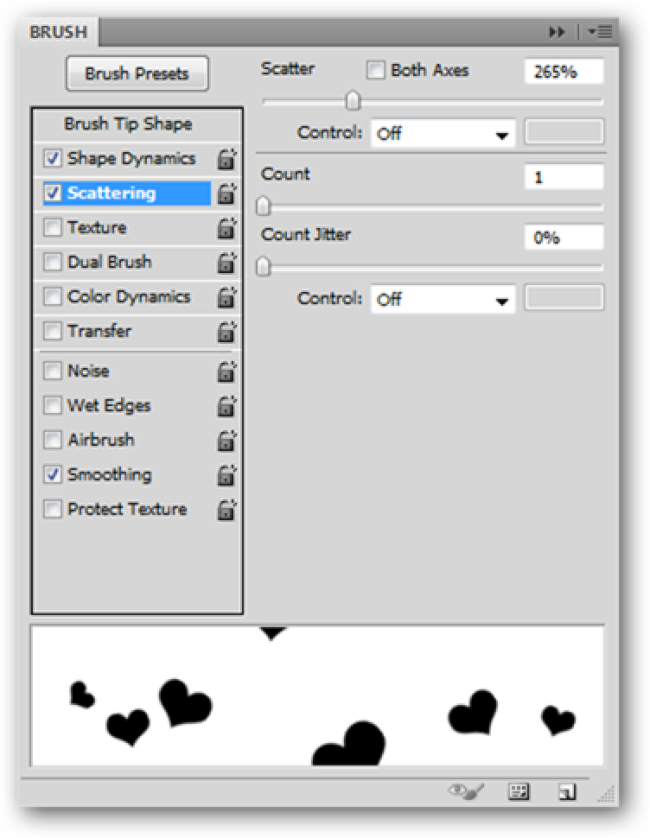 BRUSH
Brush Presets
Brush Tip Shape
Shape Dynamics
Scattering
Texture
Dual Brush
Color Dynamics
Transfer
Noise
Wet Edges
Airbrush
Smoothing
Protect Texture
Scatter Both Axes 265%
Control: Off
Count 1
Count Jitter 0%
Control: Off